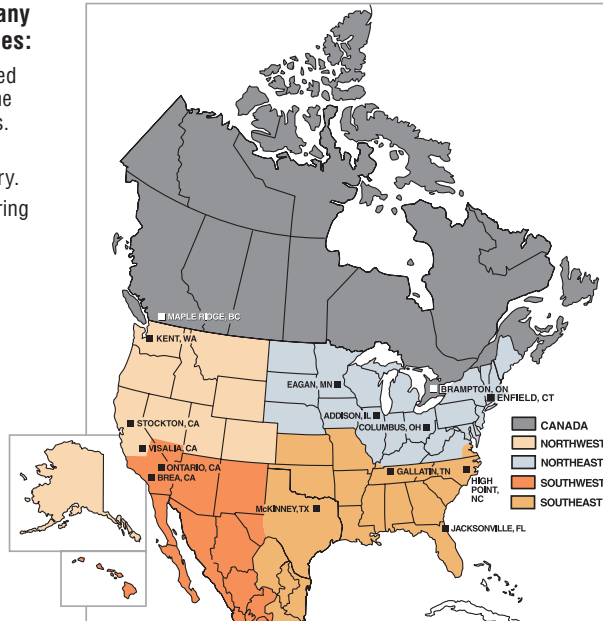 any
es:
ed
ne
s.
ry.
ring
MAPLE RIDGE, BC
KENT, WA
EAGAN, MN
BRAMPTON, ON
ENFIELD, CT
ADDISON, IL
COLUMBUS, OH
STOCKTON, CA
VISALIA, CA
ONTARIO, CA
BREA, CA
GALLATIN, TN
HIGH
POINT,
NC
McKINNEY, TX
JACKSONVILLE, FL
CANADA
NORTHWEST
NORTHEAST
SOUTHWEST
SOUTHEAST